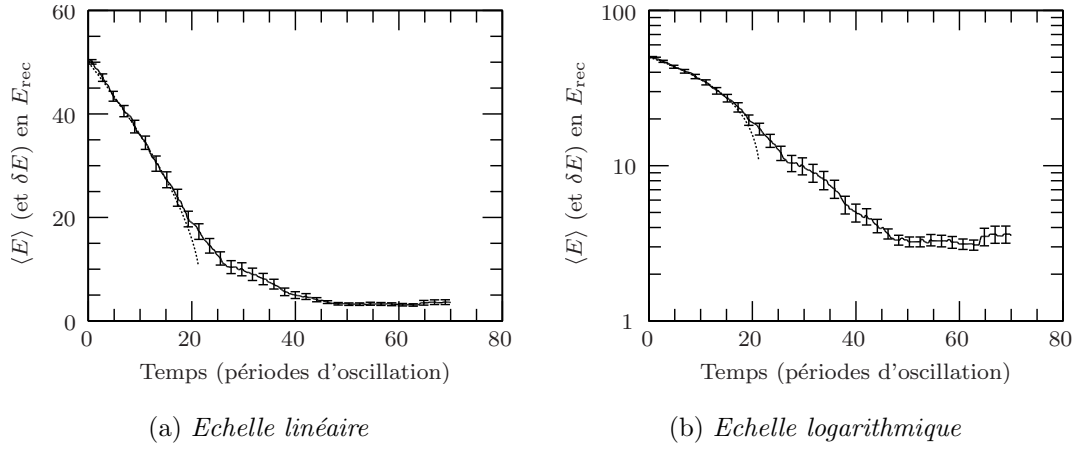 60
40
20
0
0
20
40
60
80
⟨E⟩ (et δE) en E_rec
Temps (périodes d'oscillation)
(a) Echelle linéaire
100
10
1
0
20
40
60
80
⟨E⟩ (et δE) en E_rec
Temps (périodes d'oscillation)
(b) Echelle logarithmique